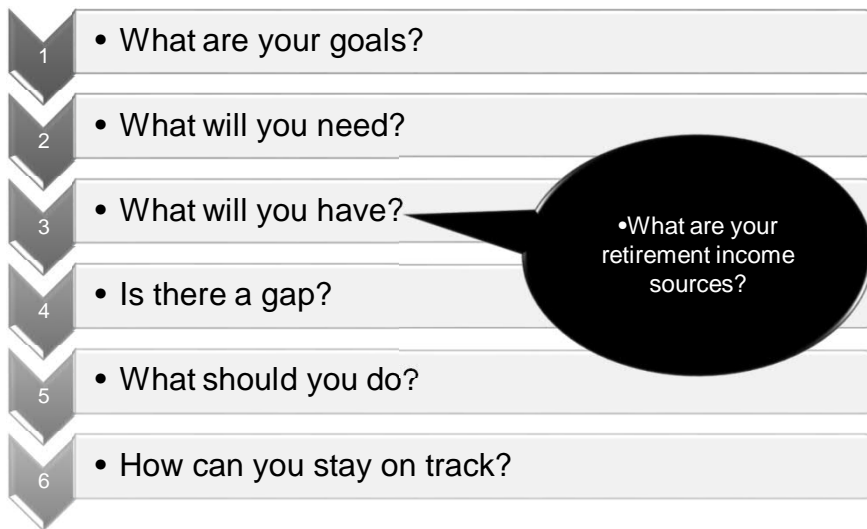 1 • What are your goals?
2 • What will you need?
3 • What will you have?
•What are your
retirement income
sources?
4 • Is there a gap?
5 • What should you do?
6 • How can you stay on track?